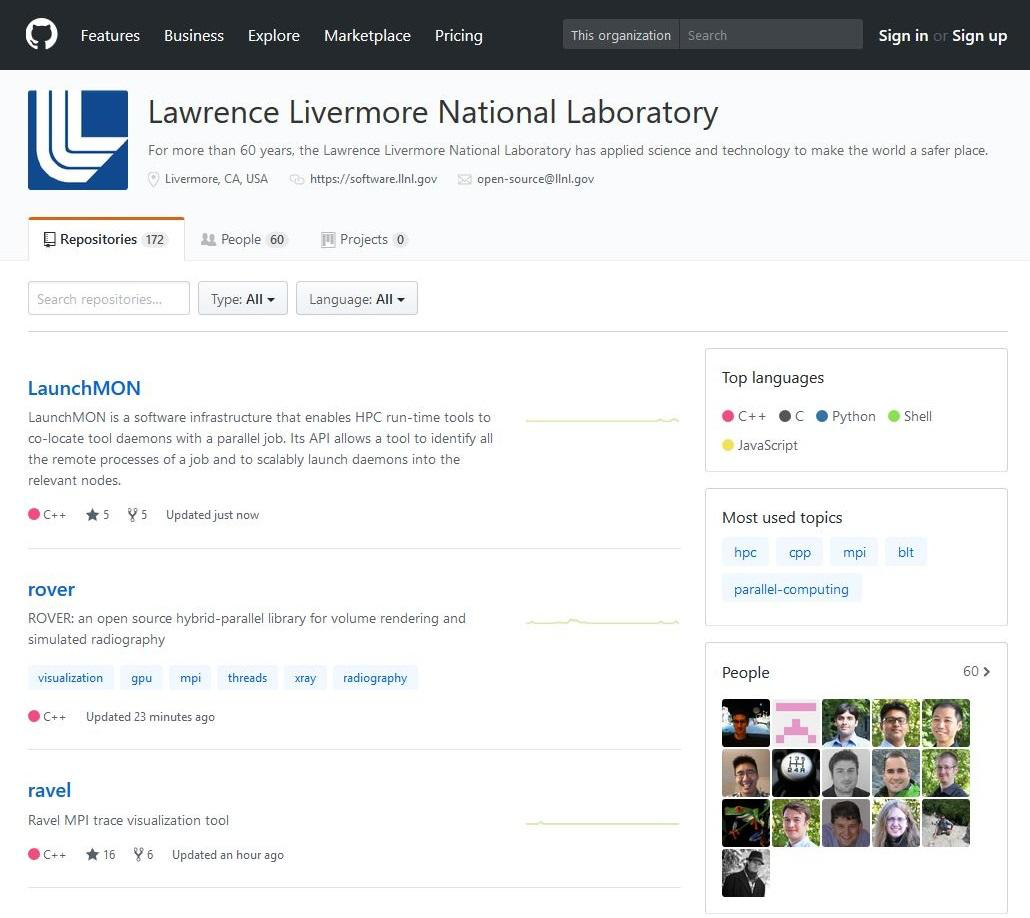 Features Business Explore Marketplace Pricing This organization Search Sign in or Sign up
Lawrence Livermore National Laboratory
For more than 60 years, the Lawrence Livermore National Laboratory has applied science and technology to make the world a safer place.
Livermore, CA, USA https://software.llnl.gov open-source@llnl.gov
Repositories 172 People 60 Projects 0
Search repositories... Type: All Language: All
LaunchMON
LaunchMON is a software infrastructure that enables HPC run-time tools to
co-locate tool daemons with a parallel job. Its API allows a tool to identify all
the remote processes of a job and to scalably launch daemons into the
relevant nodes.
C++ 5 5 Updated just now
rover
ROVER: an open source hybrid-parallel library for volume rendering and
simulated radiography
visualization gpu mpi threads xray radiography
C++ Updated 23 minutes ago
ravel
Ravel MPI trace visualization tool
C++ 16 6 Updated an hour ago
Top languages
C++ C Python Shell
JavaScript
Most used topics
hpc cpp mpi blt
parallel-computing
People 60